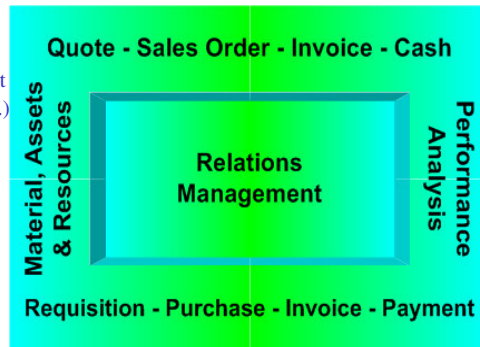 Quote - Sales Order - Invoice - Cash
Material, Assets
& Resources
Relations
Management
Performance
Analysis
Requisition - Purchase - Invoice - Payment